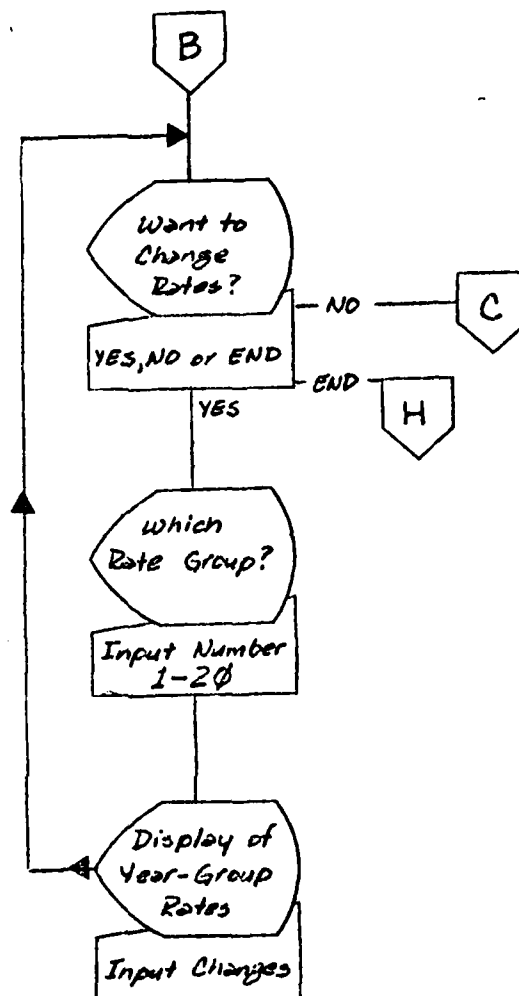 B
Want to
Change
Rates?
NO
C
YES, NO or END
END
H
YES
Which
Rate Group?
Input Number
1-2Ø
Display of
Year-Group
Rates
Input Changes